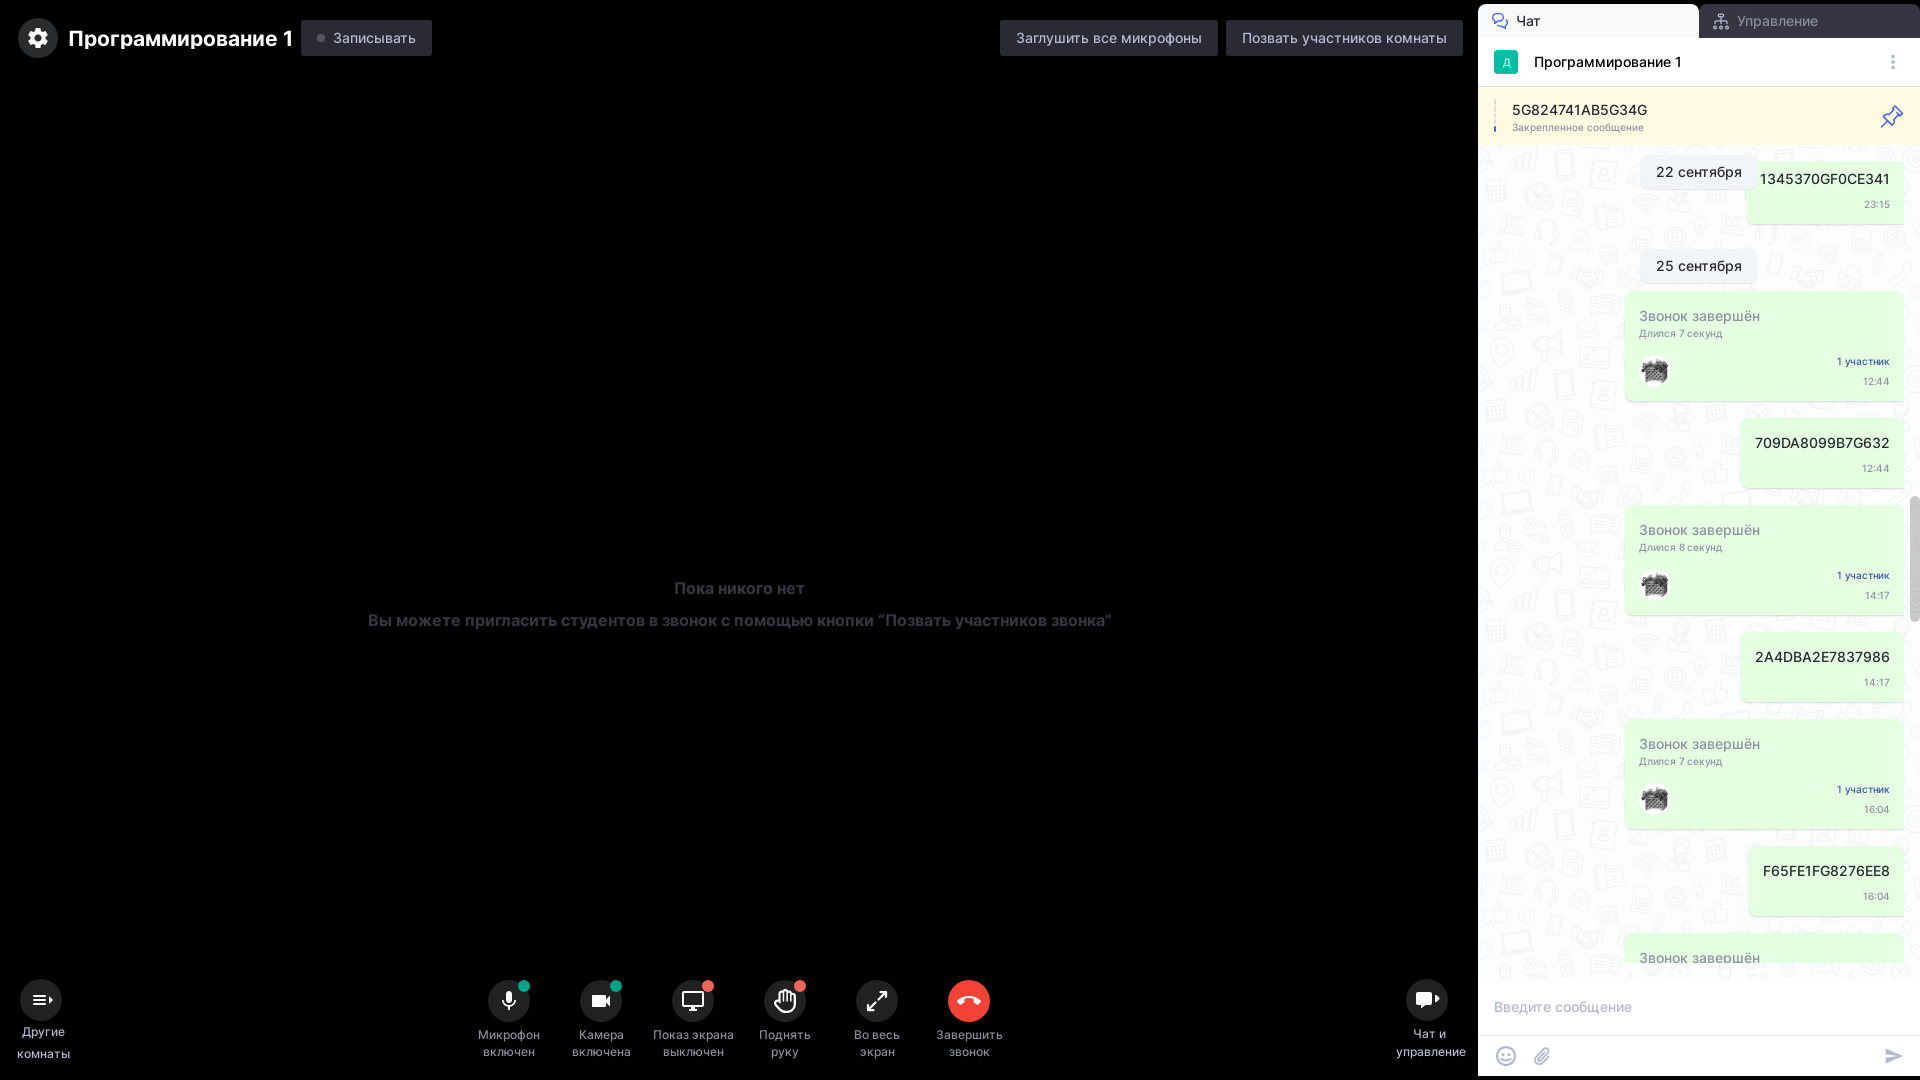 Программирование 1
Записывать
Заглушить все микрофоны
Позвать участников комнаты
Пока никого нет
Вы можете пригласить студентов в звонок с помощью кнопки “Позвать участников звонка”
Другие
комнаты
Микрофон
включен
Камера
включена
Показ экрана
выключен
Поднять
руку
Во весь
экран
Завершить
звонок
Чат и
управление
Чат
Управление
Д
Программирование 1
5G824741AB5G34G
Закрепленное сообщение
22 сентября
1345370GF0CE341
23:15
25 сентября
Звонок завершён
Длился 7 секунд
1 участник
12:44
709DA8099B7G632
12:44
Звонок завершён
Длился 8 секунд
1 участник
14:17
2A4DBA2E7837986
14:17
Звонок завершён
Длился 7 секунд
1 участник
16:04
F65FE1FG8276EE8
16:04
Звонок завершён
Введите сообщение